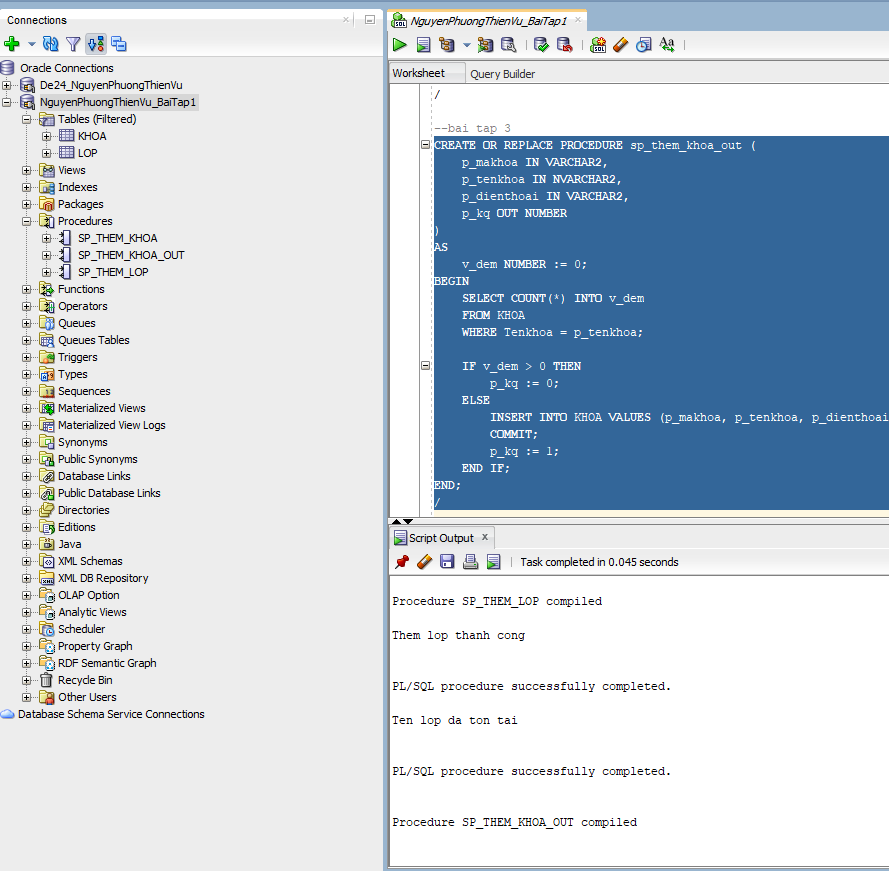 Connections
Oracle Connections
De24_NguyenPhuongThienVu
NguyenPhuongThienVu_BaiTap1
Tables (Filtered)
KHOA
LOP
Views
Indexes
Packages
Procedures
SP_THEM_KHOA
SP_THEM_KHOA_OUT
SP_THEM_LOP
Functions
Operators
Queues
Queues Tables
Triggers
Types
Sequences
Materialized Views
Materialized View Logs
Synonyms
Public Synonyms
Database Links
Public Database Links
Directories
Editions
Java
XML Schemas
XML DB Repository
OLAP Option
Analytic Views
Scheduler
Property Graph
RDF Semantic Graph
Recycle Bin
Other Users
Database Schema Service Connections
NguyenPhuongThienVu_BaiTap1
Worksheet Query Builder
/
--bai tap 3
CREATE OR REPLACE PROCEDURE sp_them_khoa_out (
p_makhoa IN VARCHAR2,
p_tenkhoa IN NVARCHAR2,
p_dienthoai IN VARCHAR2,
p_kq OUT NUMBER
)
AS
v_dem NUMBER := 0;
BEGIN
SELECT COUNT(*) INTO v_dem
FROM KHOA
WHERE Tenkhoa = p_tenkhoa;
IF v_dem > 0 THEN
p_kq := 0;
ELSE
INSERT INTO KHOA VALUES (p_makhoa, p_tenkhoa, p_dienthoai
COMMIT;
p_kq := 1;
END IF;
END;
/
Script Output
Task completed in 0.045 seconds
Procedure SP_THEM_LOP compiled
Them lop thanh cong
PL/SQL procedure successfully completed.
Ten lop da ton tai
PL/SQL procedure successfully completed.
Procedure SP_THEM_KHOA_OUT compiled